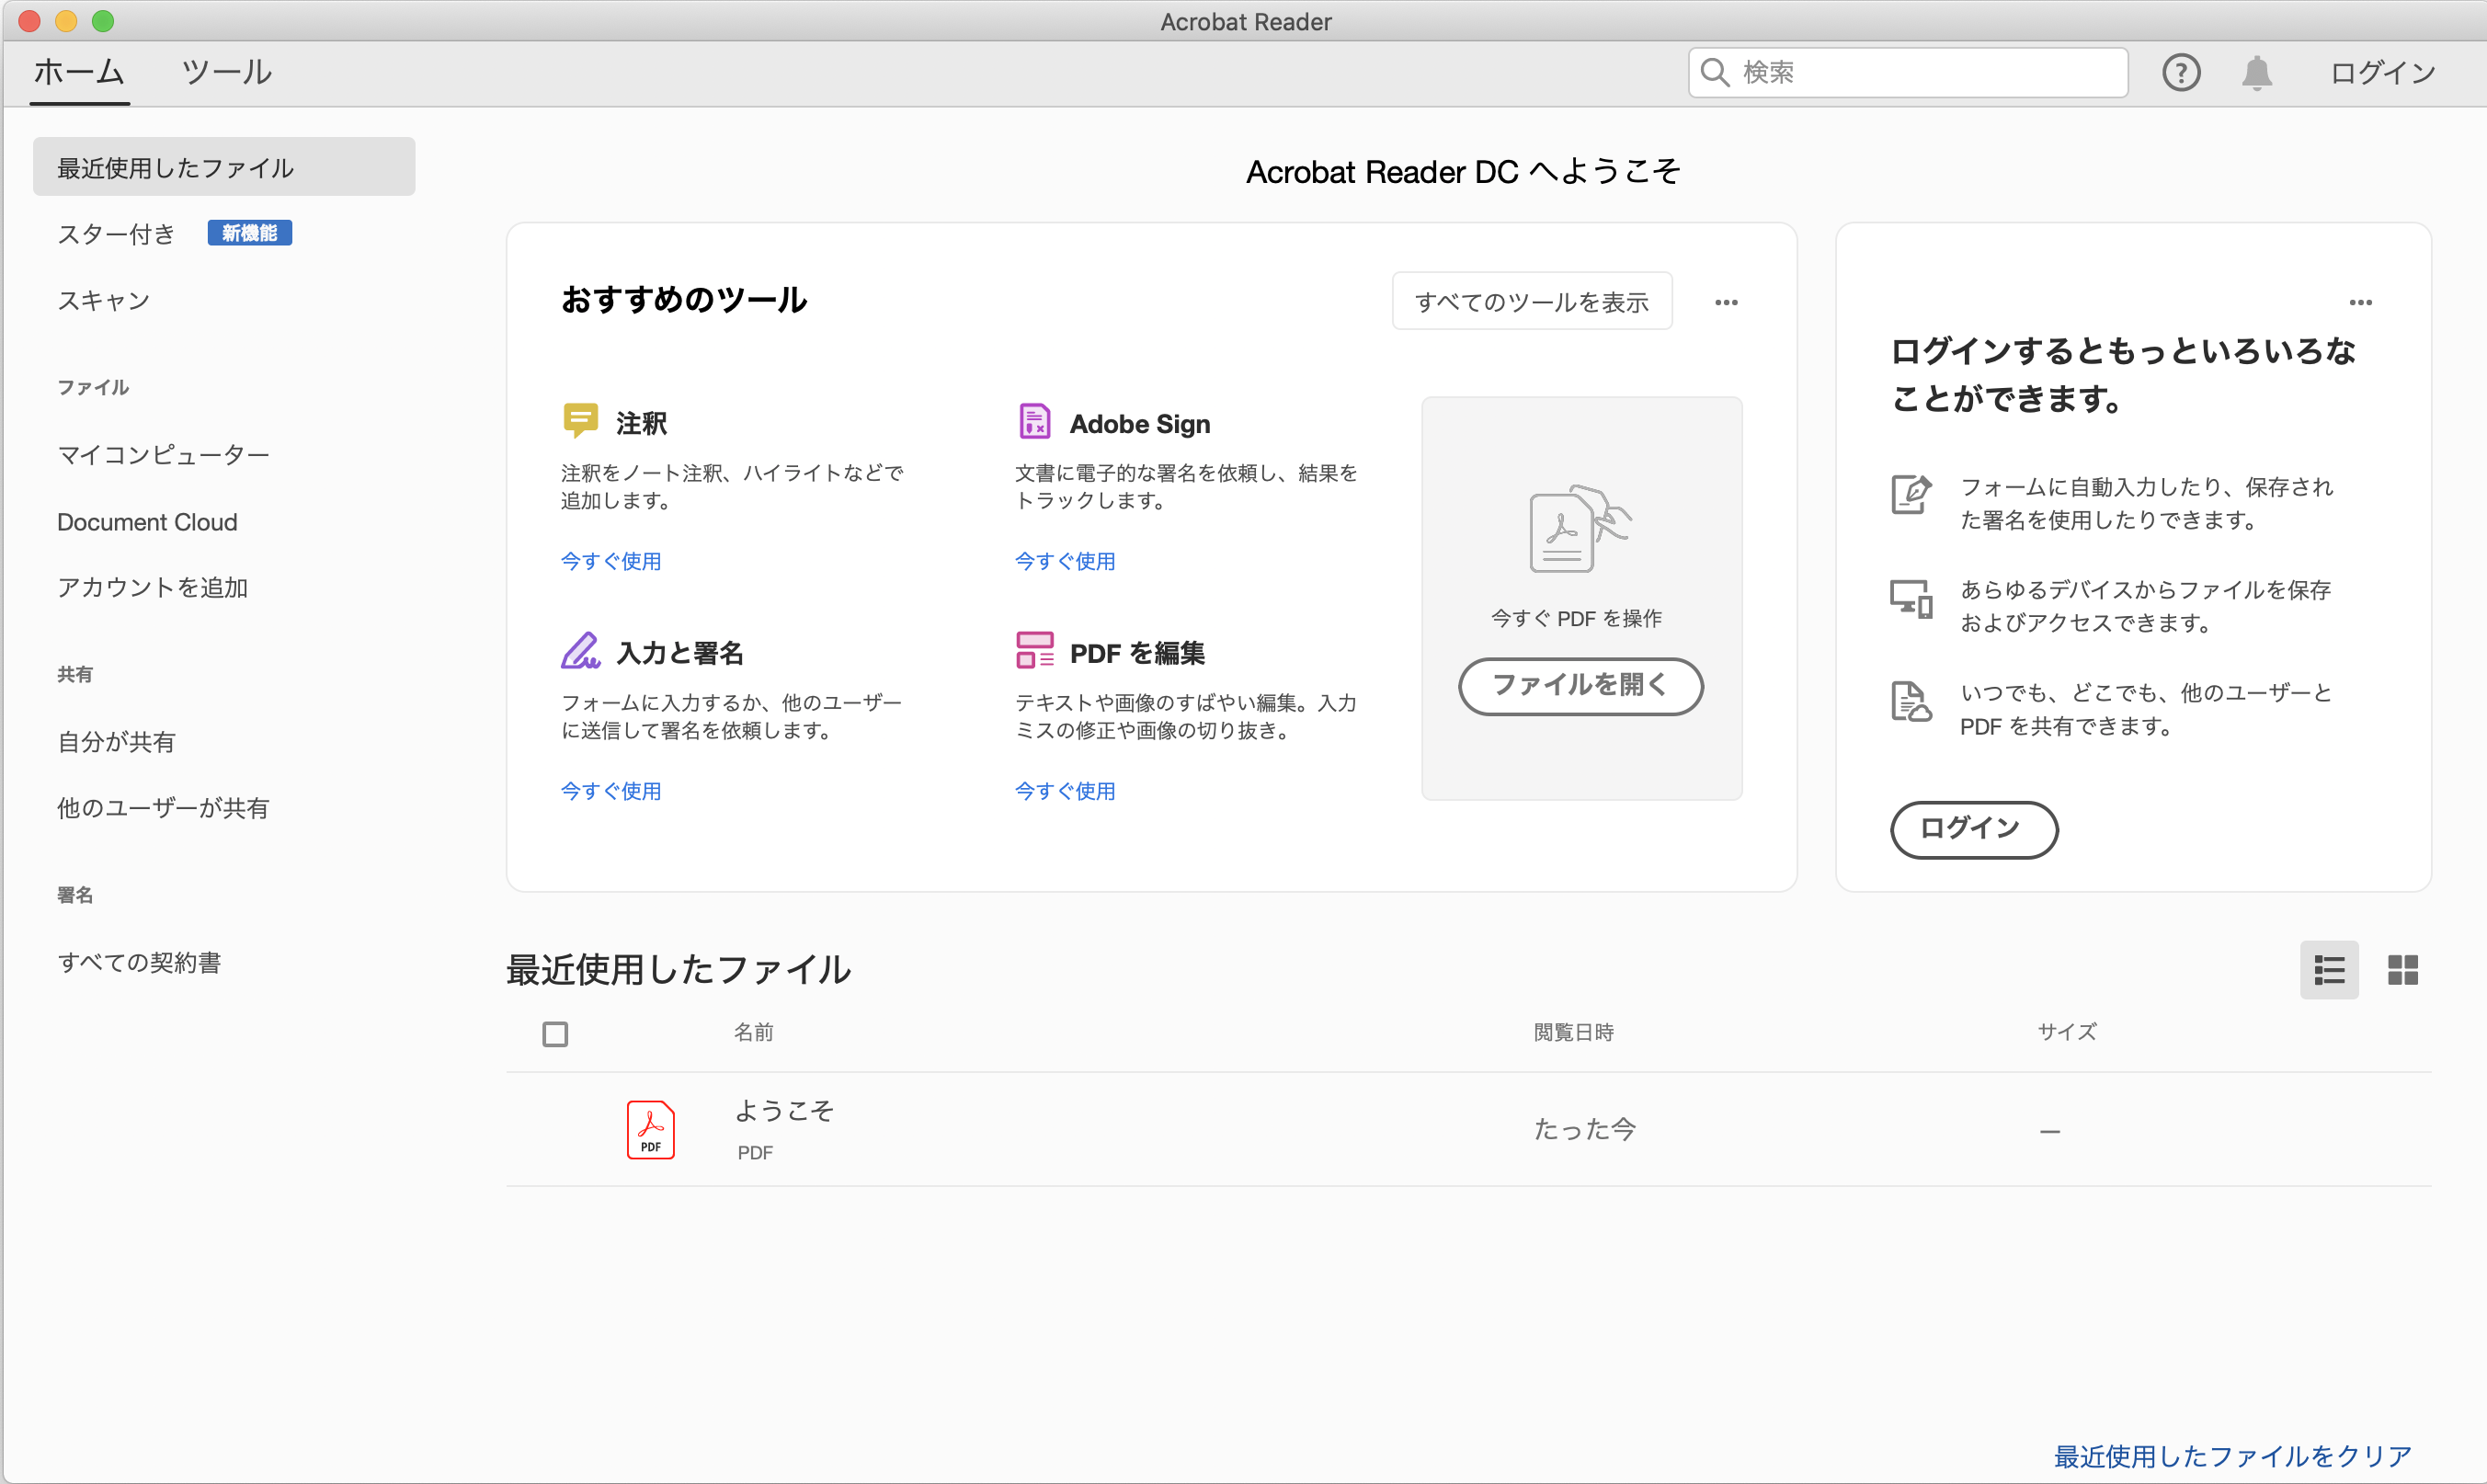 Acrobat Reader
ホーム ツール 検索 ? ログイン
最近使用したファイル
スター付き 新機能
スキャン
ファイル
マイコンピューター
Document Cloud
アカウントを追加
共有
自分が共有
他のユーザーが共有
署名
すべての契約書
Acrobat Reader DC へようこそ
おすすめのツール
すべてのツールを表示
注釈
注釈をノート注釈、ハイライトなどで
追加します。
今すぐ使用
Adobe Sign
文書に電子的な署名を依頼し、結果を
トラックします。
今すぐ使用
入力と署名
フォームに入力するか、他のユーザー
に送信して署名を依頼します。
今すぐ使用
PDF を編集
テキストや画像のすばやい編集。入力
ミスの修正や画像の切り抜き。
今すぐ使用
今すぐ PDF を操作
ファイルを開く
ログインするともっといろいろな
ことができます。
フォームに自動入力したり、保存され
た署名を使用したりできます。
あらゆるデバイスからファイルを保存
およびアクセスできます。
いつでも、どこでも、他のユーザーと
PDF を共有できます。
ログイン
最近使用したファイル
名前 閲覧日時 サイズ
PDF
ようこそ たった今 —
PDF
最近使用したファイルをクリア